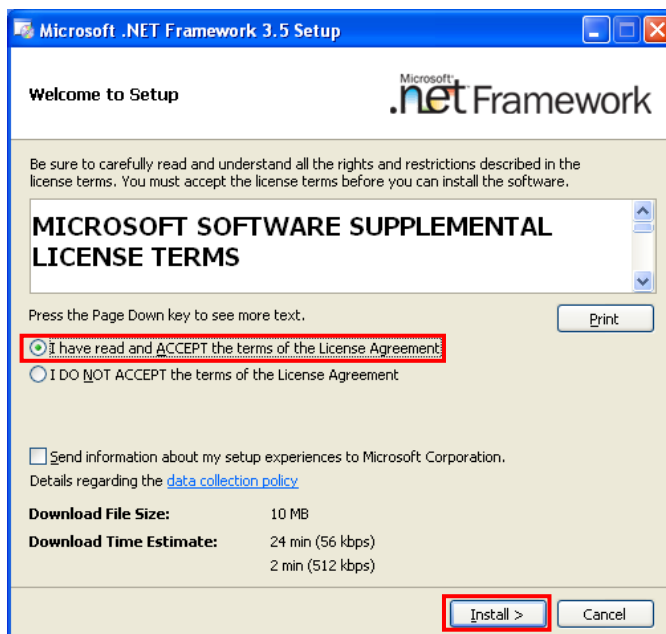 Microsoft .NET Framework 3.5 Setup
Welcome to Setup
Microsoft
.net Framework
Be sure to carefully read and understand all the rights and restrictions described in the
license terms. You must accept the license terms before you can install the software.
MICROSOFT SOFTWARE SUPPLEMENTAL
LICENSE TERMS
Press the Page Down key to see more text.
Print
I have read and ACCEPT the terms of the License Agreement
I DO NOT ACCEPT the terms of the License Agreement
Send information about my setup experiences to Microsoft Corporation.
Details regarding the data collection policy
Download File Size: 10 MB
Download Time Estimate: 24 min (56 kbps)
2 min (512 kbps)
Install > Cancel